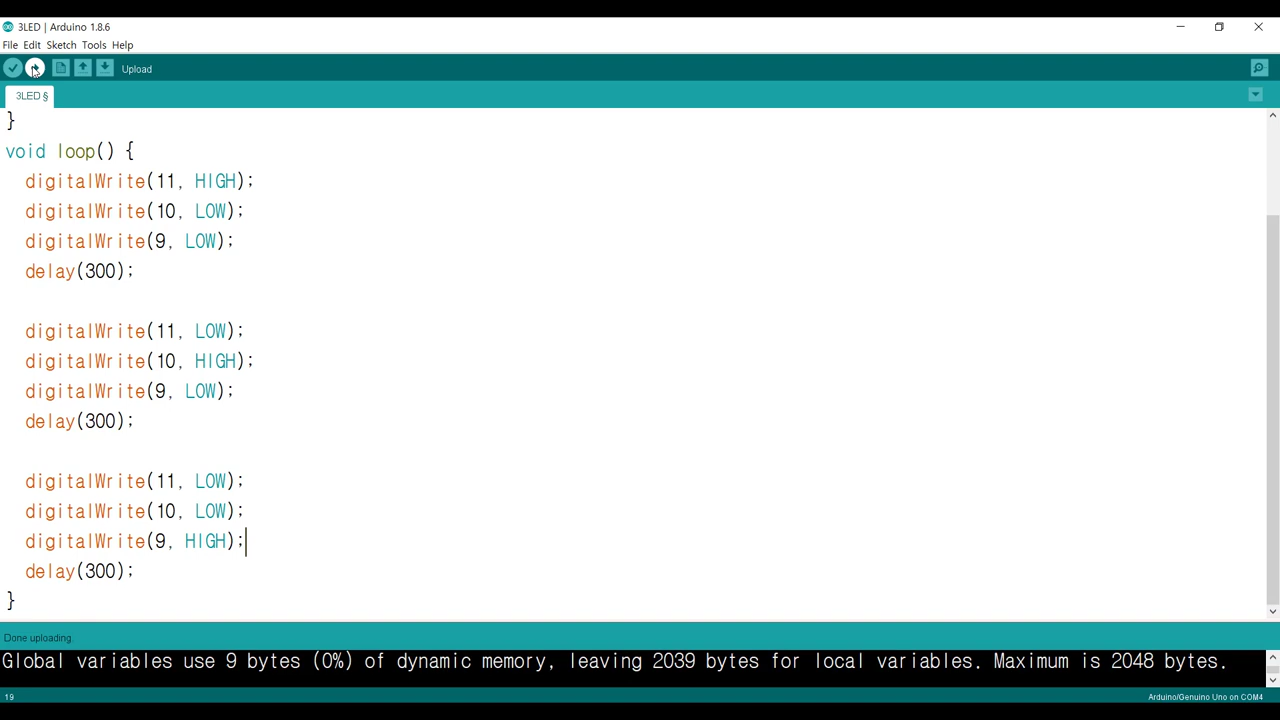 3LED | Arduino 1.8.6
File Edit Sketch Tools Help
Upload
3LED §
}
void loop() {
  digitalWrite(11, HIGH);
  digitalWrite(10, LOW);
  digitalWrite(9, LOW);
  delay(300);

  digitalWrite(11, LOW);
  digitalWrite(10, HIGH);
  digitalWrite(9, LOW);
  delay(300);

  digitalWrite(11, LOW);
  digitalWrite(10, LOW);
  digitalWrite(9, HIGH);
  delay(300);
}
Done uploading.
Global variables use 9 bytes (0%) of dynamic memory, leaving 2039 bytes for local variables. Maximum is 2048 bytes.
19
Arduino/Genuino Uno on COM4